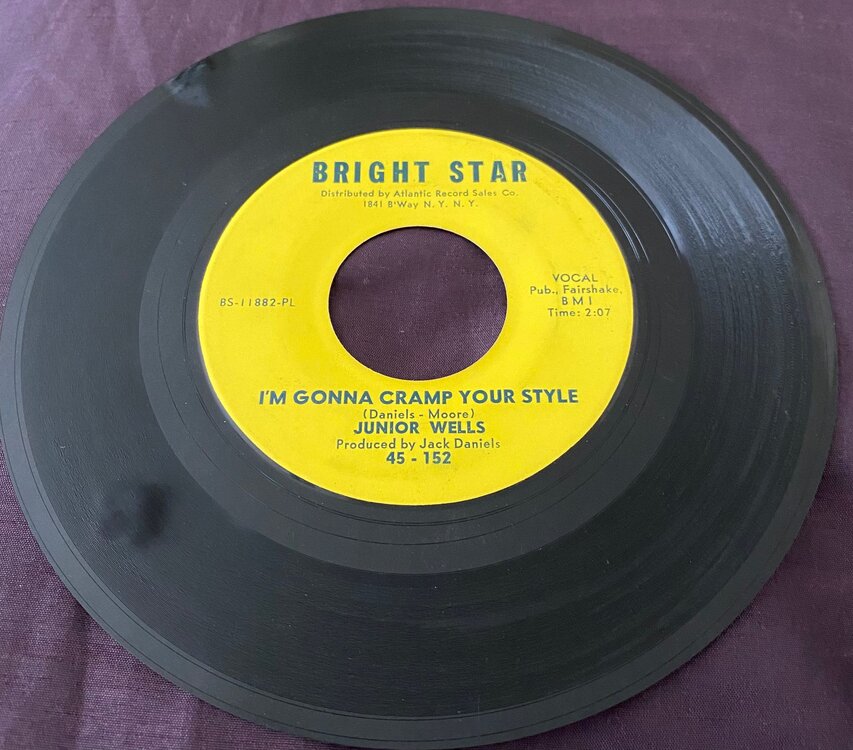 BRIGHT STAR
Distributed by Atlantic Record Sales Co.
1841 B'Way N. Y. N. Y.
BS-11882-PL
VOCAL
Pub., Fairshake,
BMI
Time: 2:07
I'M GONNA CRAMP YOUR STYLE
(Daniels - Moore)
JUNIOR WELLS
Produced by Jack Daniels
45 - 152